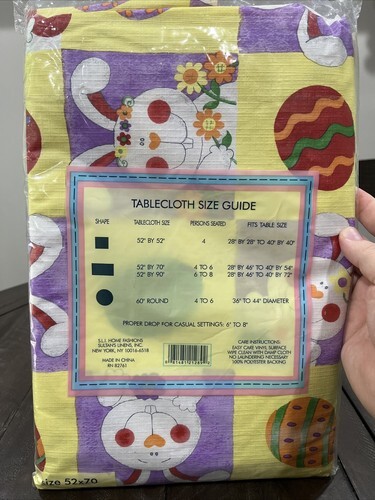 TABLECLOTH SIZE GUIDE
SHAPE TABLECLOTH SIZE PERSONS SEATED FITS TABLE SIZE
52" BY 52" 4 28" BY 28" TO 40" BY 40"
52" BY 70" 4 TO 6 28" BY 46" TO 40" BY 54"
52" BY 90" 6 TO 8 28" BY 46" TO 40" BY 72"
60" ROUND 4 TO 6 36" TO 44" DIAMETER
PROPER DROP FOR CASUAL SETTINGS: 6" TO 8"
S.L.I. HOME FASHIONS
SULTANS LINENS, INC.
NEW YORK, NY 10016-6518
MADE IN CHINA
RN 82761
CARE INSTRUCTIONS:
EASY CARE VINYL SURFACE
WIPE CLEAN WITH DAMP CLOTH
NO LAUNDERING NECESSARY
100% POLYESTER BACKING
size 52x70